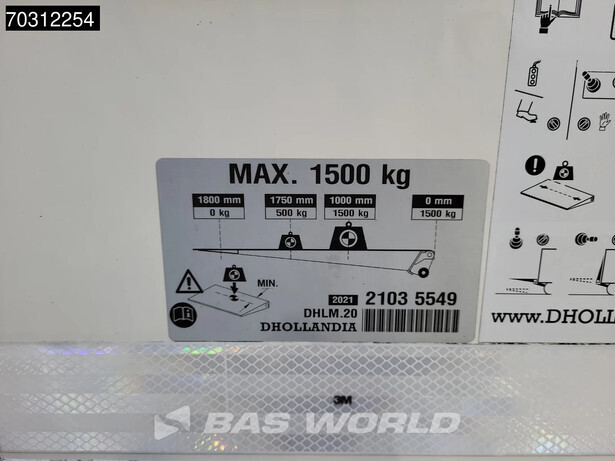 70312254
MAX. 1500 kg
1800 mm 1750 mm 1000 mm 0 mm
0 kg 500 kg 1500 kg 1500 kg
MIN.
2021 2103 5549
DHLM.20
DHOLLANDIA
WWW.DHOLL
3M
BAS WORLD